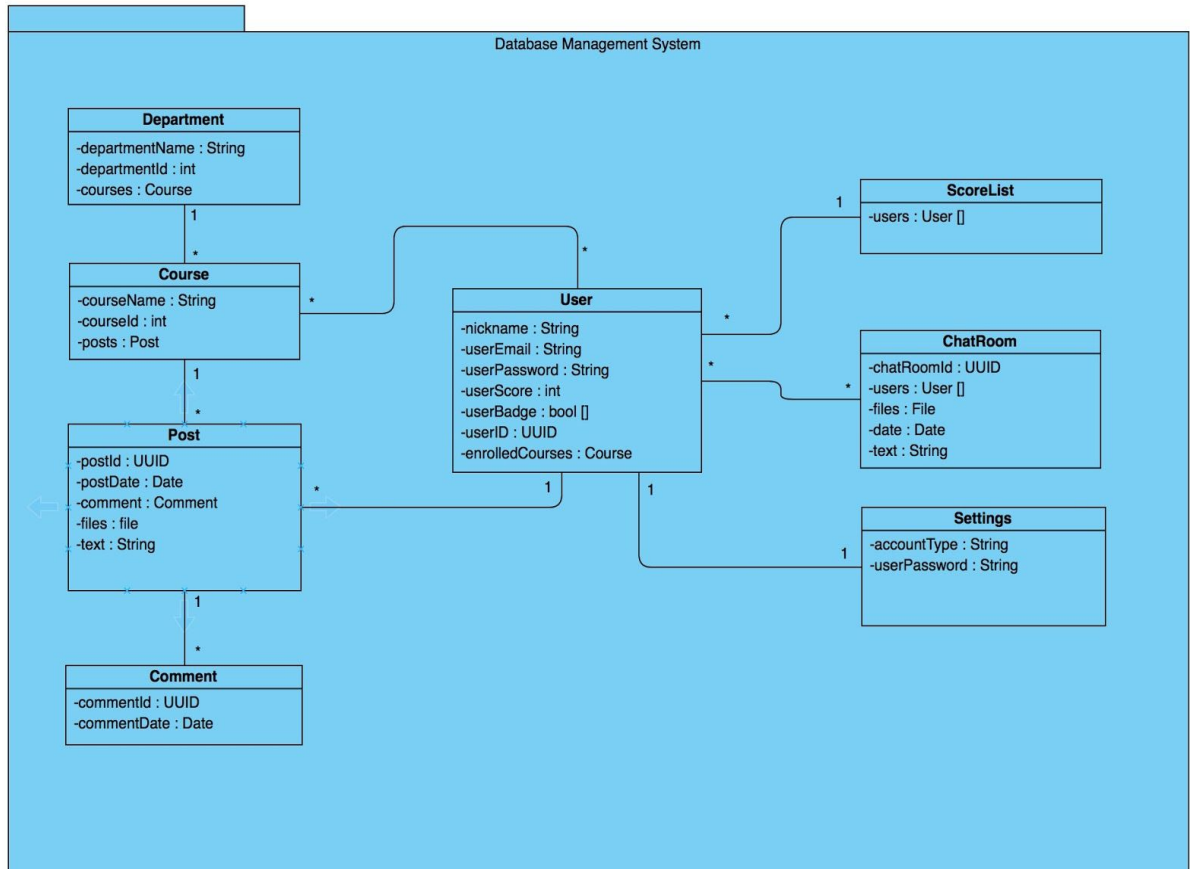 Database Management System
Department
-departmentName : String
-departmentId : int
-courses : Course
1
*
Course
-courseName : String
-courseId : int
-posts : Post
*
*
1
*
Post
-postId : UUID
-postDate : Date
-comment : Comment
-files : file
-text : String
*
1
1
*
Comment
-commentId : UUID
-commentDate : Date
User
-nickname : String
-userEmail : String
-userPassword : String
-userScore : int
-userBadge : bool []
-userID : UUID
-enrolledCourses : Course
1
*
ScoreList
-users : User []
*
*
ChatRoom
-chatRoomId : UUID
-users : User []
-files : File
-date : Date
-text : String
1
1
Settings
-accountType : String
-userPassword : String